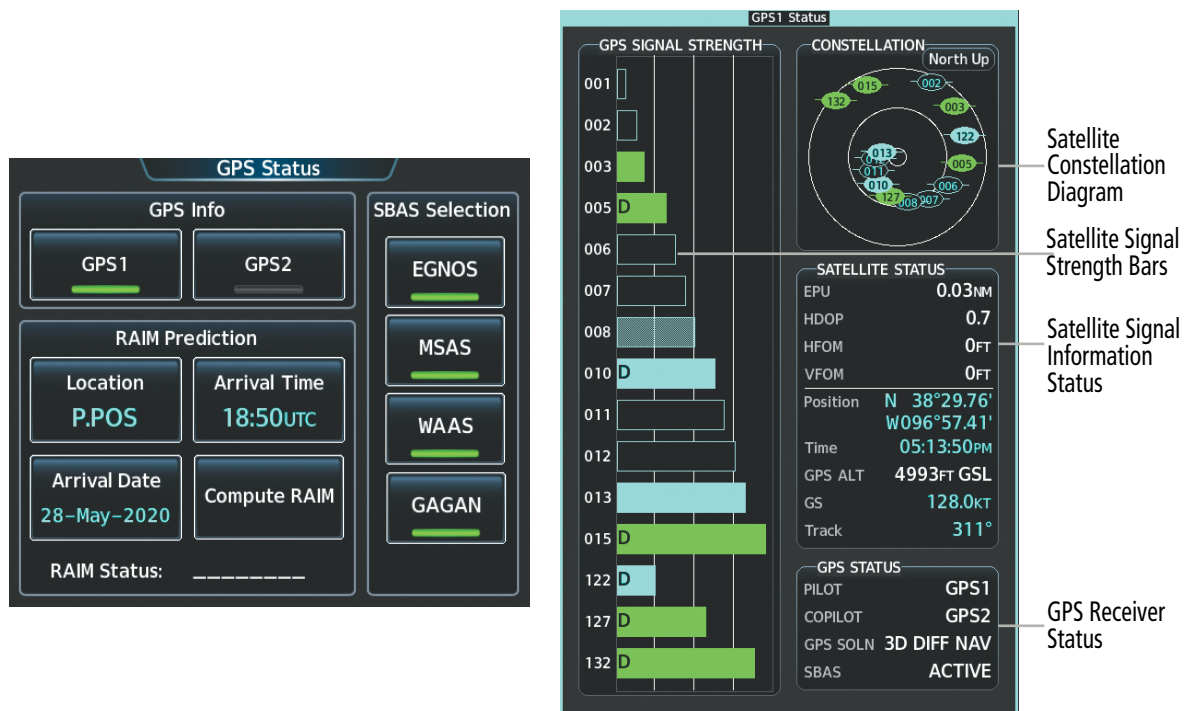 GPS Status
GPS Info
GPS1
GPS2
RAIM Prediction
Location
P.POS
Arrival Time
18:50UTC
Arrival Date
28-May-2020
Compute RAIM
RAIM Status: ________
SBAS Selection
EGNOS
MSAS
WAAS
GAGAN
GPS1 Status
GPS SIGNAL STRENGTH
001
002
003
005 D
006
007
008
010 D
011
012
013
015 D
122 D
127 D
132 D
CONSTELLATION
North Up
015
002
132
003
122
013
005
011
010
006
127
008
007
SATELLITE STATUS
EPU 0.03NM
HDOP 0.7
HFOM 0FT
VFOM 0FT
Position N 38°29.76'
W096°57.41'
Time 05:13:50PM
GPS ALT 4993FT GSL
GS 128.0KT
Track 311°
GPS STATUS
PILOT GPS1
COPILOT GPS2
GPS SOLN 3D DIFF NAV
SBAS ACTIVE
Satellite
Constellation
Diagram
Satellite Signal
Strength Bars
Satellite Signal
Information
Status
GPS Receiver
Status